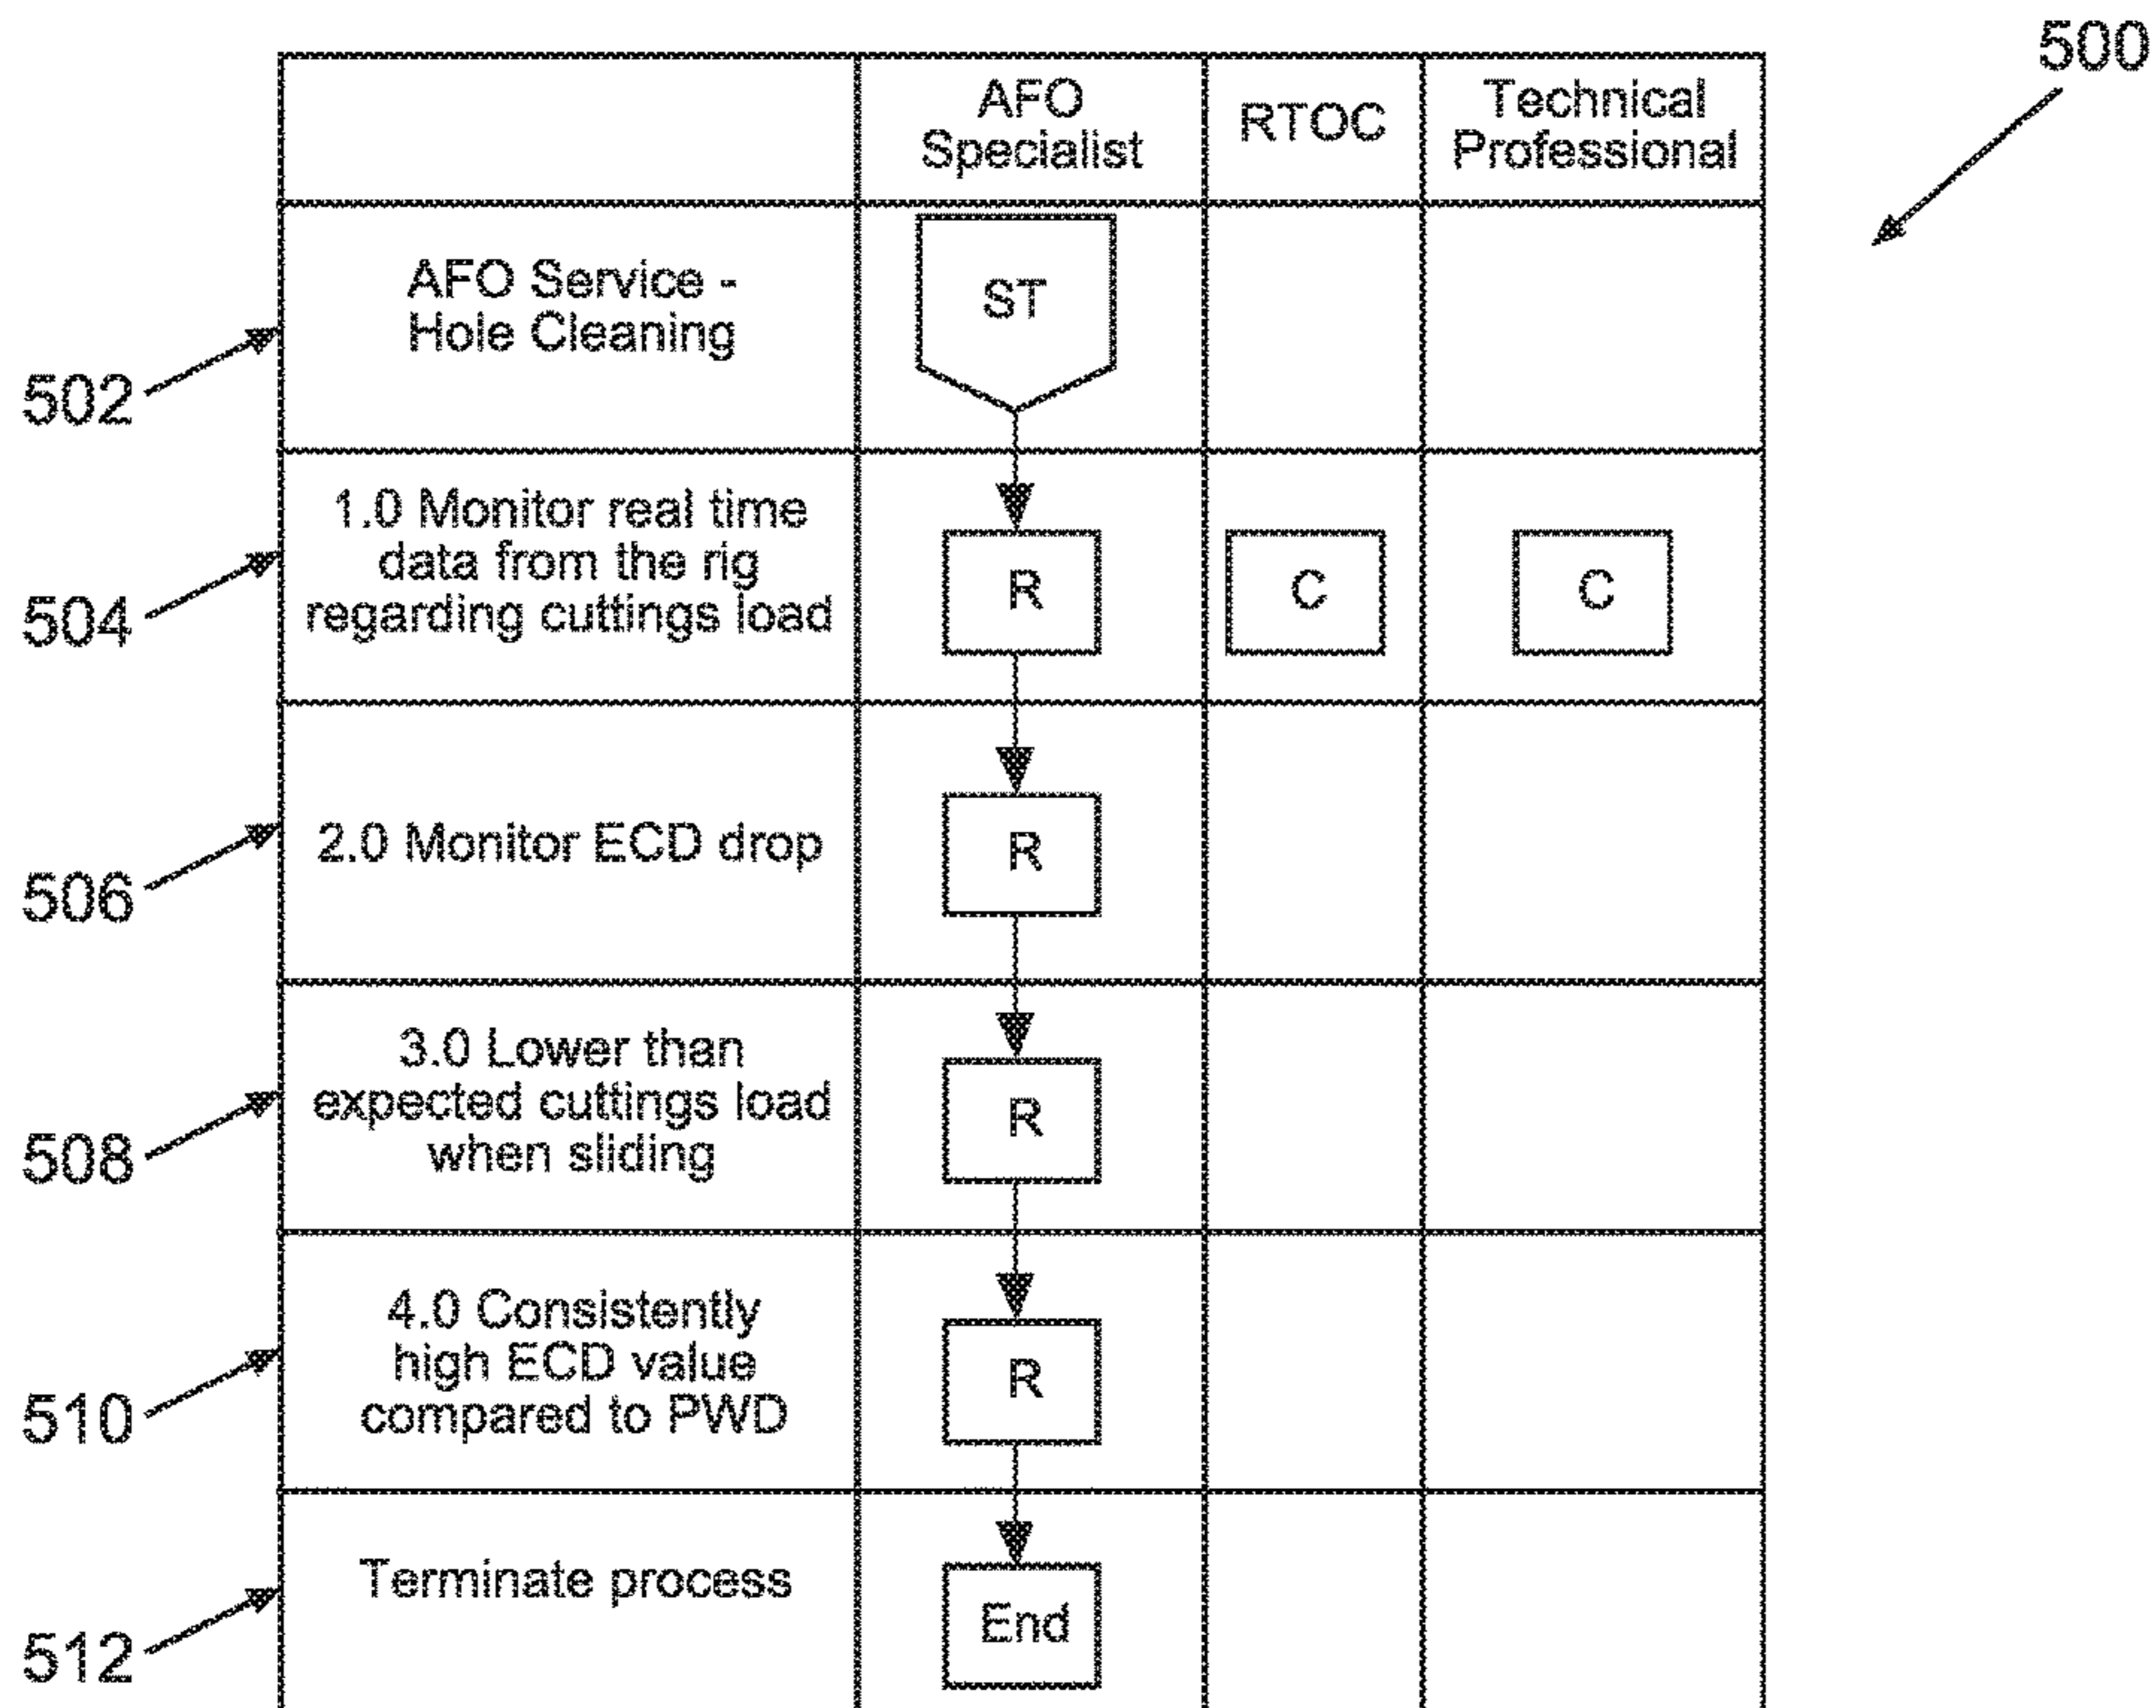 500
AFO
Specialist
RTOC
Technical
Professional
502
AFO Service -
Hole Cleaning
ST
504
1.0 Monitor real time
data from the rig
regarding cuttings load
R
C
C
506
2.0 Monitor ECD drop
R
508
3.0 Lower than
expected cuttings load
when sliding
R
510
4.0 Consistently
high ECD value
compared to PWD
R
512
Terminate process
End